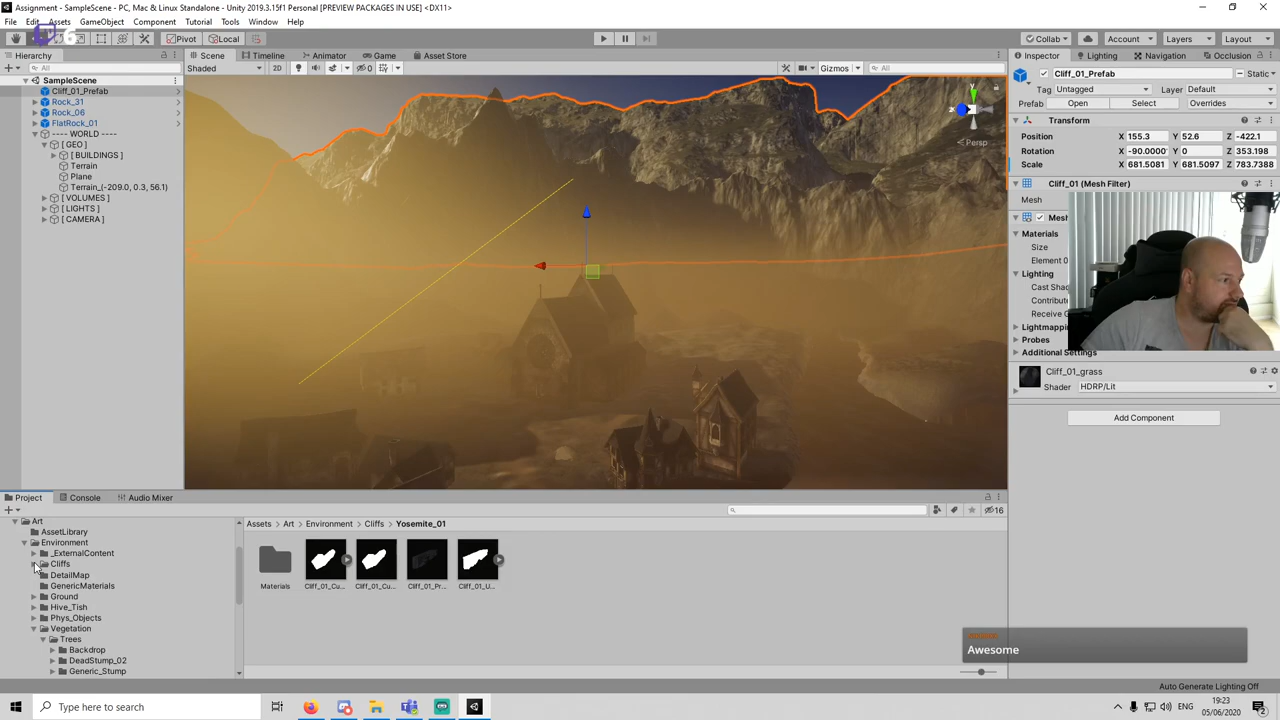 Assignment - SampleScene - PC, Mac & Linux Standalone - Unity 2019.3.15f1 Personal [PREVIEW PACKAGES IN USE] <DX11>
File Edit Assets GameObject Component Tutorial Tools Window Help
6
Pivot Local Collab Account Layers Layout
Hierarchy Scene Timeline Animator Game Asset Store Inspector Lighting Navigation Occlusion
All Shaded 2D 0 Gizmos All
SampleScene
Cliff_01_Prefab
Rock_31
Rock_06
FlatRock_01
---- WORLD ----
[ GEO ]
[ BUILDINGS ]
Terrain
Plane
Terrain_(-209.0, 0.3, 56.1)
[ VOLUMES ]
[ LIGHTS ]
[ CAMERA ]
y
Persp
Cliff_01_Prefab Static
Tag Untagged Layer Default
Prefab Open Select Overrides
Transform
Position X 155.3 Y 52.6 Z -422.1
Rotation X -90.0000 Y 0 Z 353.198
Scale X 681.5081 Y 681.5097 Z 783.7388
Cliff_01 (Mesh Filter)
Mesh
Mesh
Materials
Size
Element 0
Lighting
Cast Shad
Contribute
Receive G
Lightmapping
Probes
Additional Settings
Cliff_01_grass
Shader HDRP/Lit
Add Component
Project Console Audio Mixer
16
Art
AssetLibrary
Environment
_ExternalContent
Cliffs
DetailMap
GenericMaterials
Ground
Hive_Tish
Phys_Objects
Vegetation
Trees
Backdrop
DeadStump_02
Generic_Stump
Assets Art Environment Cliffs Yosemite_01
Materials Cliff_01_Cu... Cliff_01_Cu... Cliff_01_Pr... Cliff_01_U...
Awesome
Auto Generate Lighting Off
Type here to search
ENG
19:23
05/06/2020
2